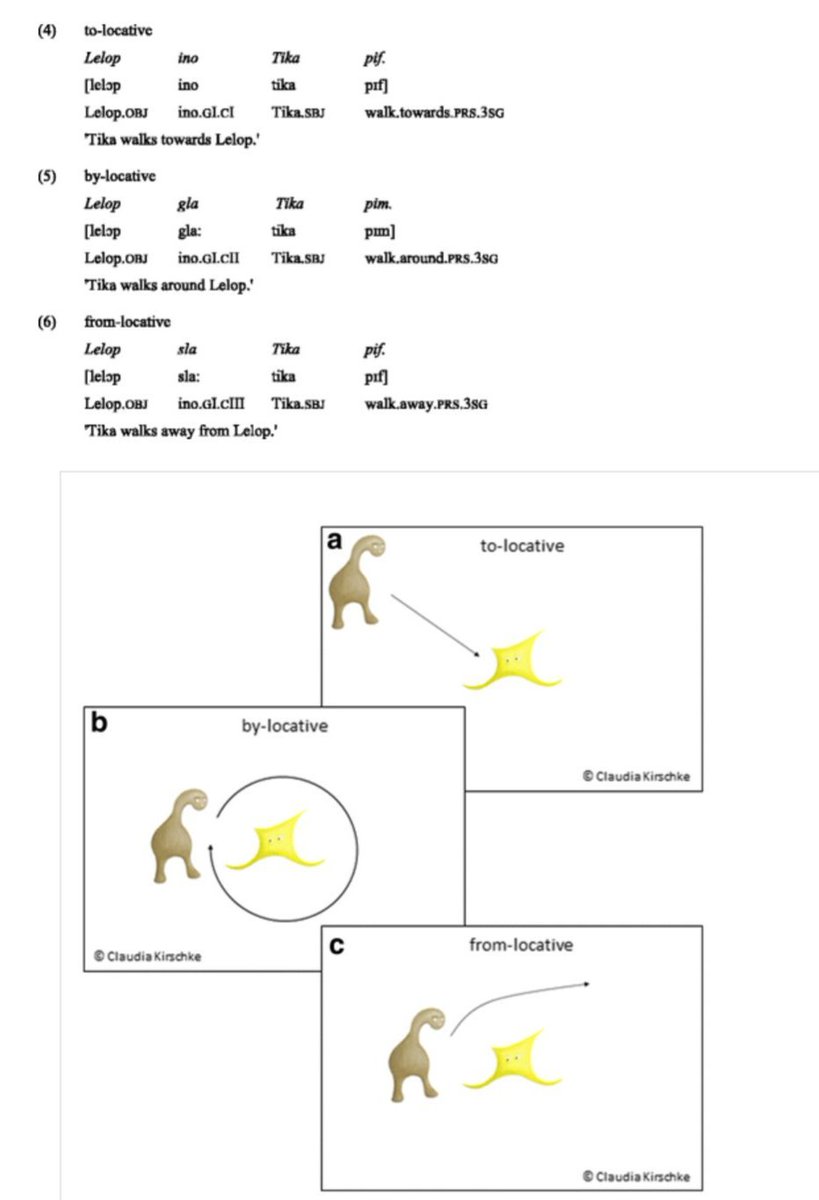 (4) to-locative
Lelop ino Tika pif.
[lelɔp ino tika pɪf]
Lelop.OBJ ino.GI.CI Tika.SBJ walk.towards.PRS.3SG
'Tika walks towards Lelop.'
(5) by-locative
Lelop gla Tika pim.
[lelɔp gla: tika pɪm]
Lelop.OBJ ino.GI.CII Tika.SBJ walk.around.PRS.3SG
'Tika walks around Lelop.'
(6) from-locative
Lelop sla Tika pif.
[lelɔp sla: tika pɪf]
Lelop.OBJ ino.GI.CIII Tika.SBJ walk.away.PRS.3SG
'Tika walks away from Lelop.'
a to-locative
© Claudia Kirschke
b by-locative
© Claudia Kirschke
c from-locative
© Claudia Kirschke